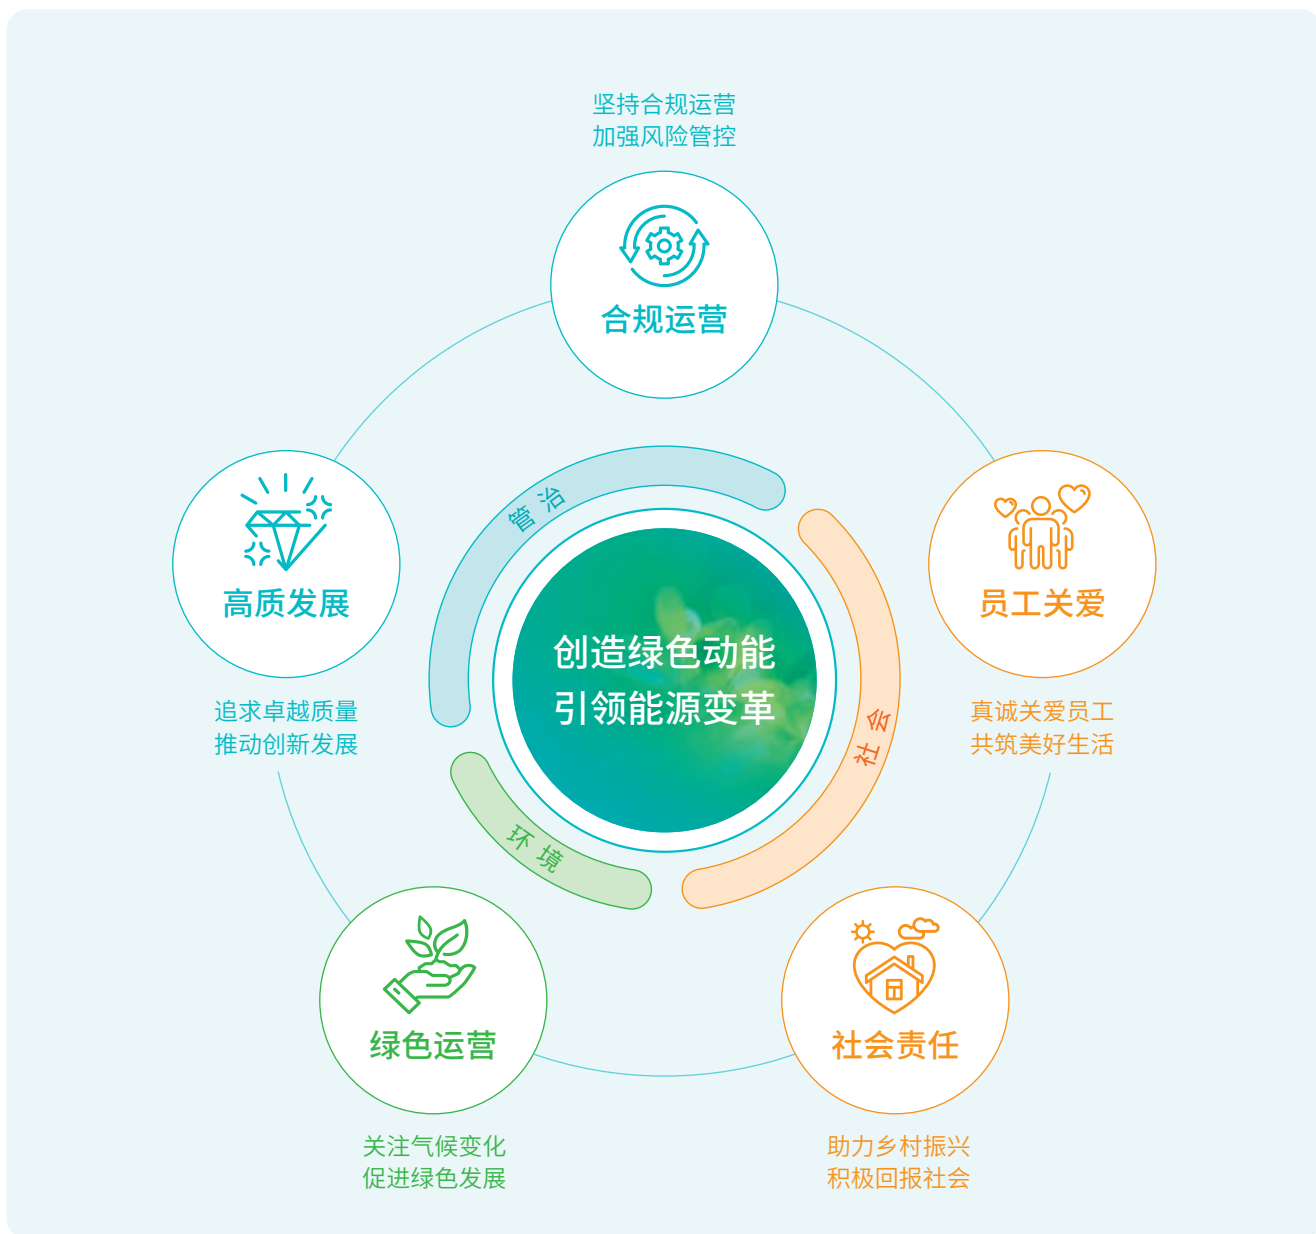 坚持合规运营
加强风险管控
合规运营
管治
高质发展
员工关爱
创造绿色动能
引领能源变革
追求卓越质量
推动创新发展
真诚关爱员工
共筑美好生活
社会
环境
绿色运营
社会责任
关注气候变化
促进绿色发展
助力乡村振兴
积极回报社会